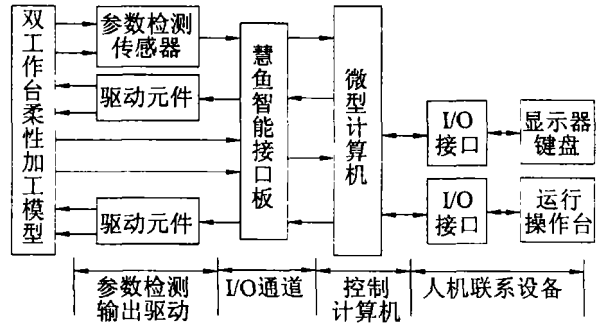 双工作台柔性加工模型
参数检测
传感器
驱动元件
驱动元件
慧鱼智能接口板
微型计算机
I/O
接口
显示器
键盘
I/O
接口
运行
操作台
参数检测
输出驱动
I/O通道
控制
计算机
人机联系设备